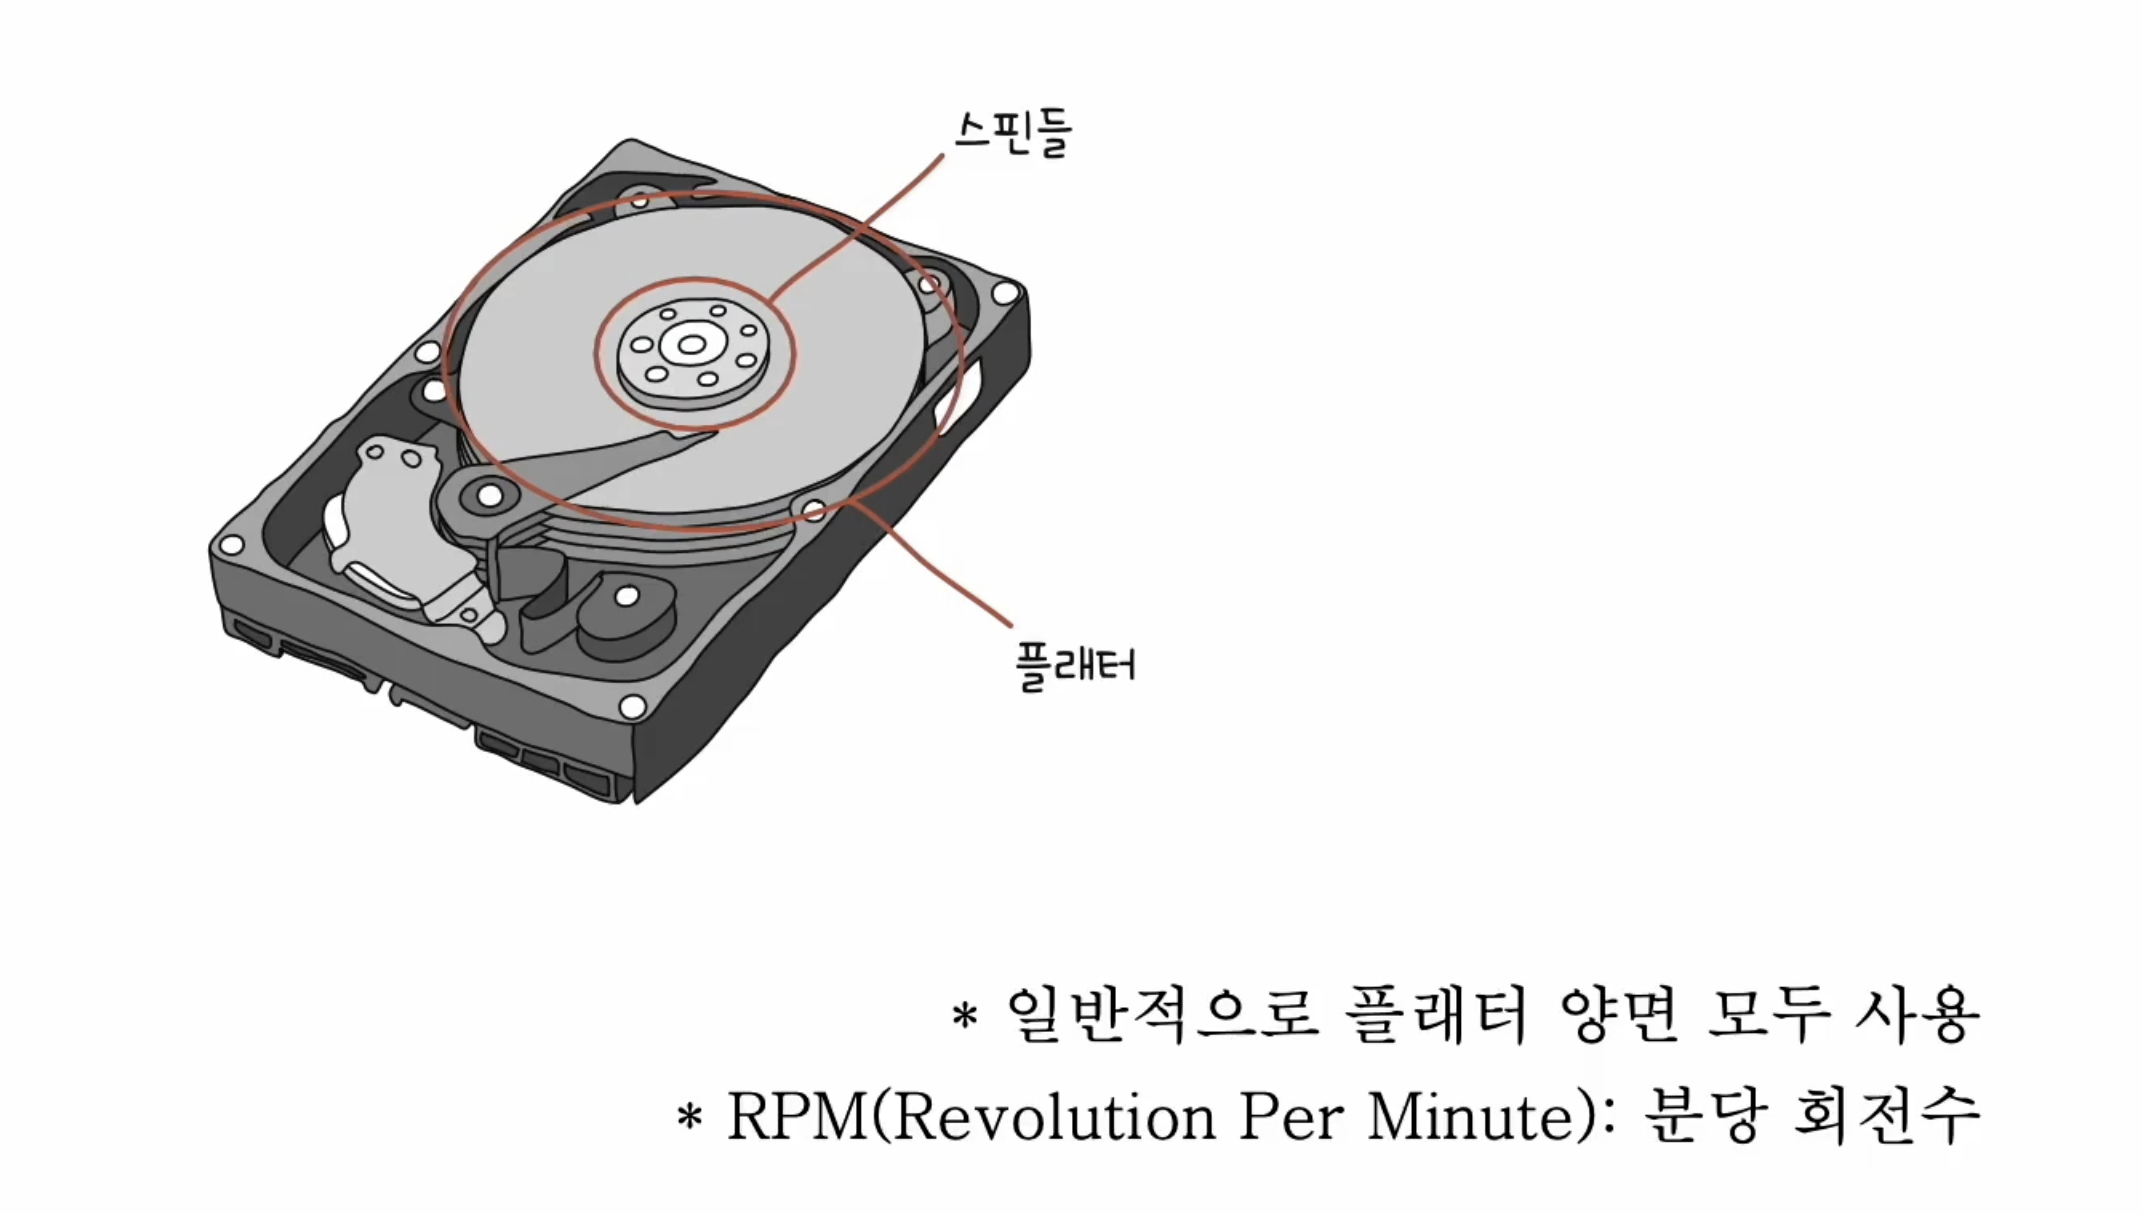 스핀들
플래터
* 일반적으로 플래터 양면 모두 사용
* RPM(Revolution Per Minute): 분당 회전수